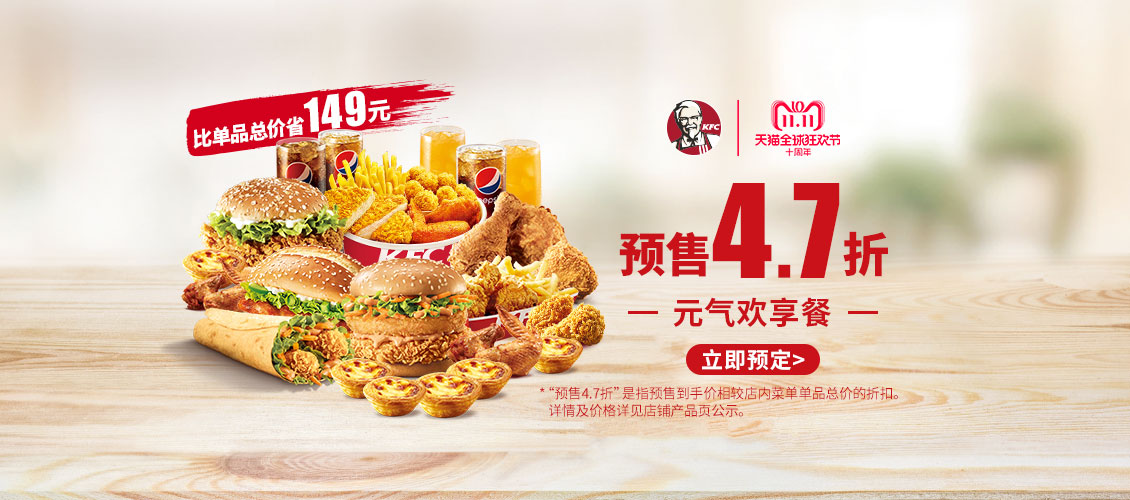 比单品总价省149元
KFC
11.11
天猫全球狂欢节
十周年
预售4.7折
元气欢享餐
立即预定>
*“预售4.7折”是指预售到手价相较店内菜单单品总价的折扣。
详情及价格详见店铺产品页公示。
pepsi
KFC